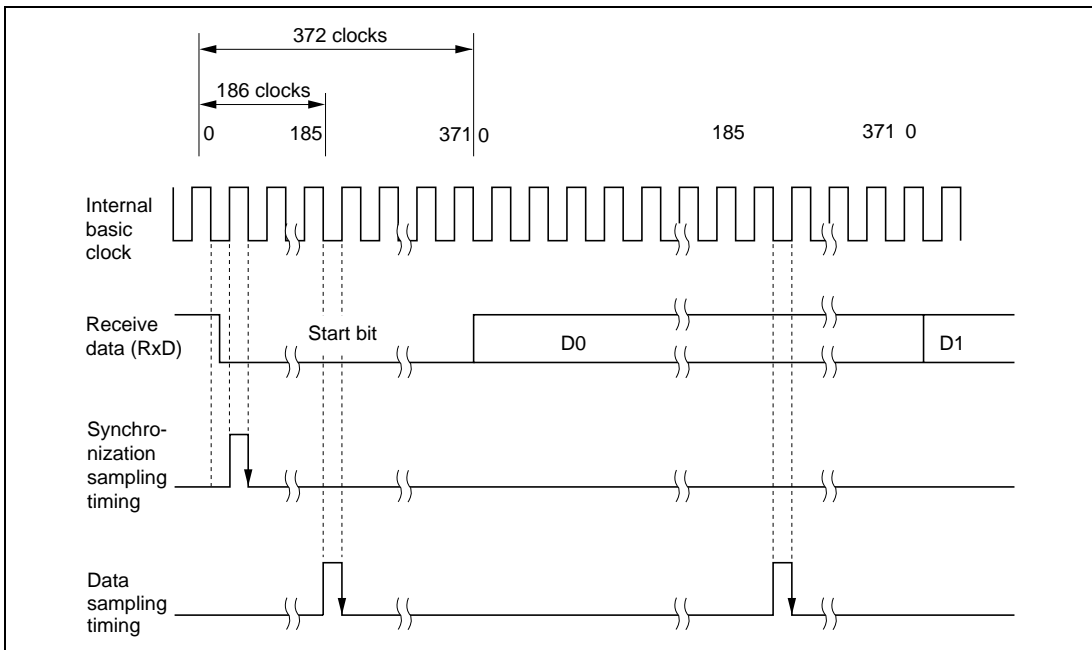 372 clocks
186 clocks
0 185 371 0 185 371 0
Internal
basic
clock
Receive
data (RxD)
Start bit
D0
D1
Synchro-
nization
sampling
timing
Data
sampling
timing